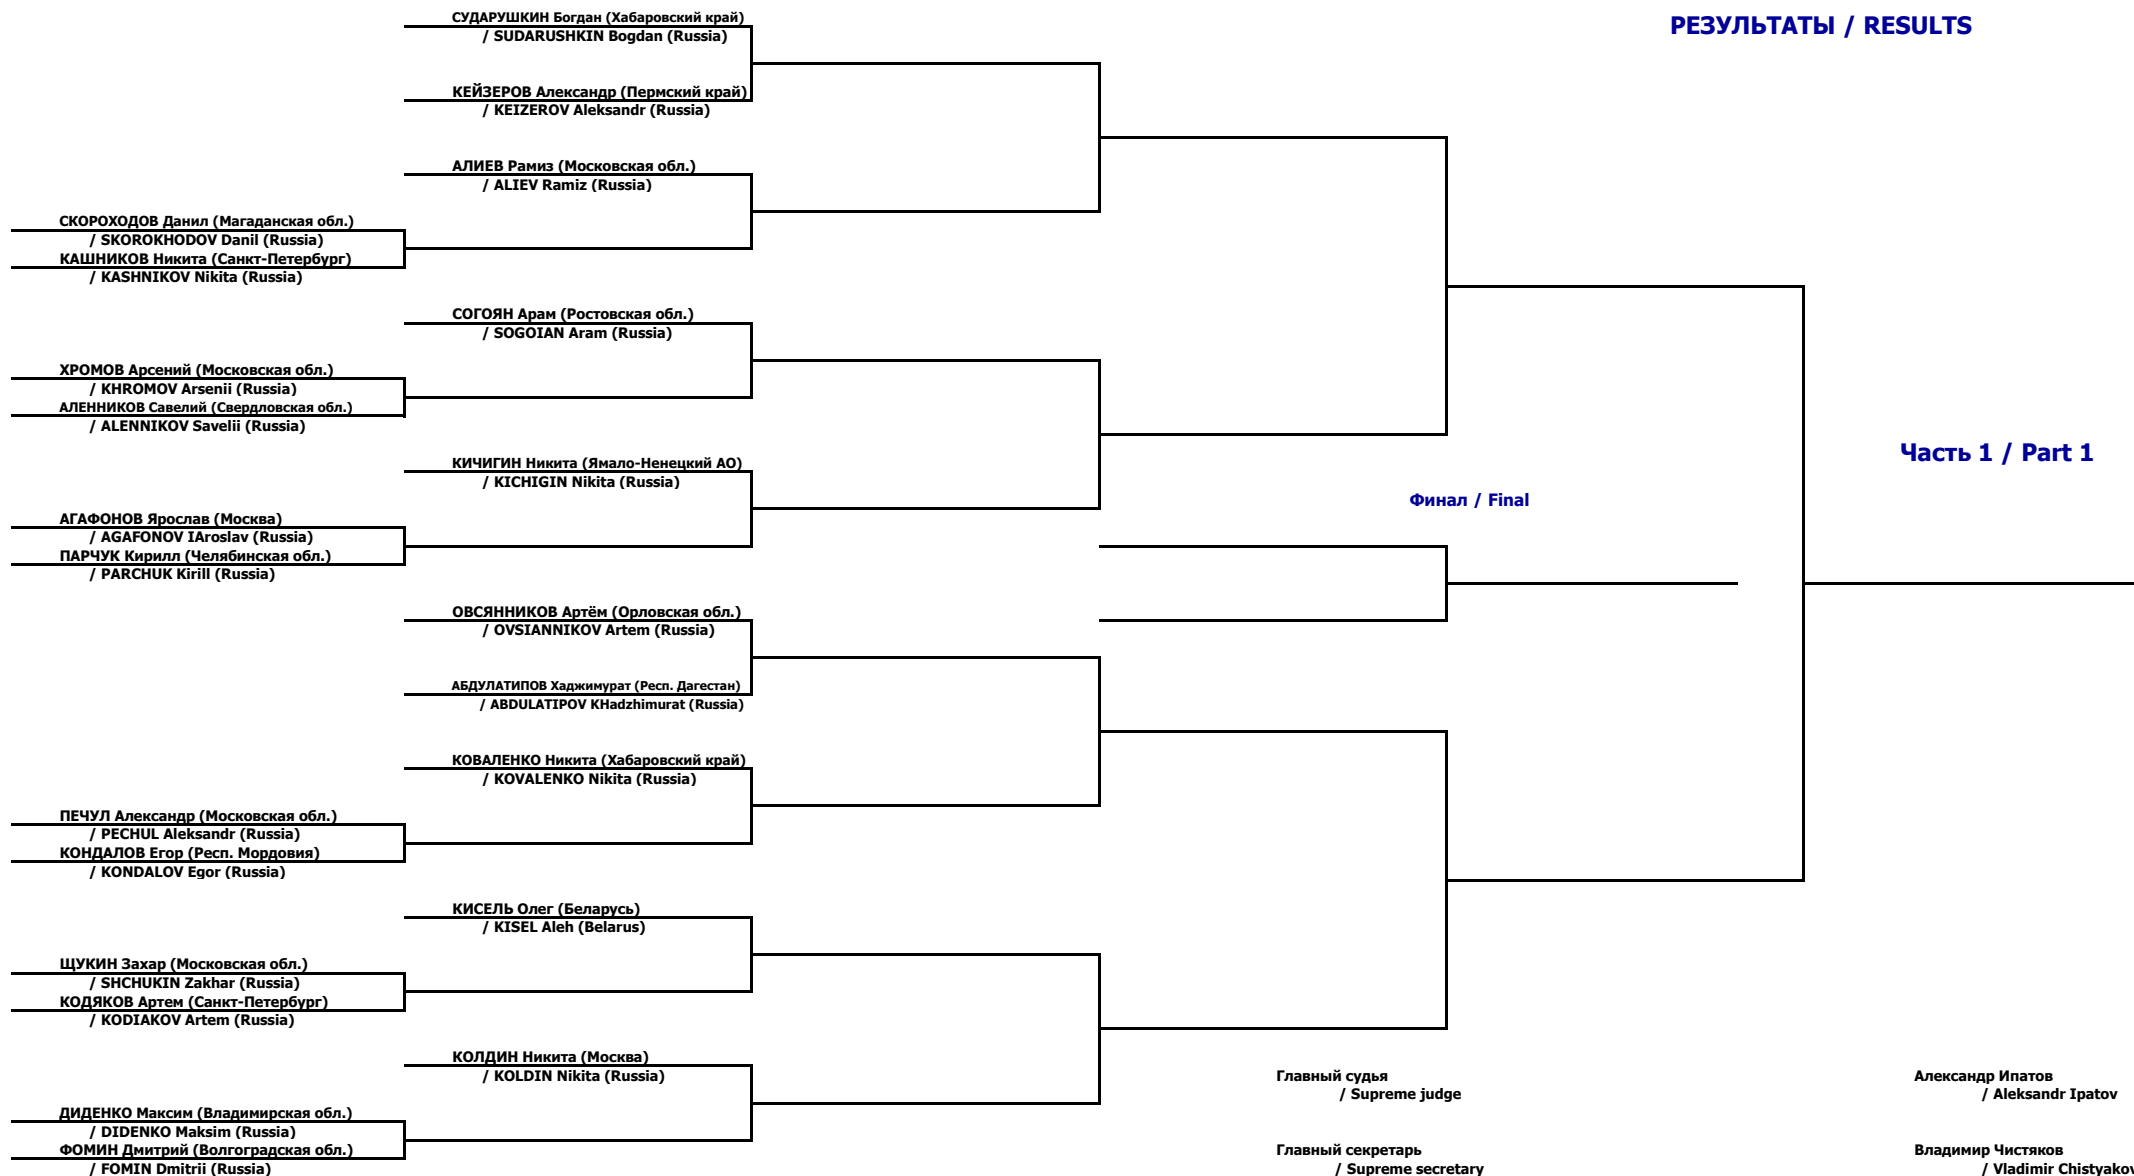 РЕЗУЛЬТАТЫ / RESULTS
СУДАРУШКИН Богдан (Хабаровский край)
/ SUDARUSHKIN Bogdan (Russia)
КЕЙЗЕРОВ Александр (Пермский край)
/ KEIZEROV Aleksandr (Russia)
АЛИЕВ Рамиз (Московская обл.)
/ ALIEV Ramiz (Russia)
СКОРОХОДОВ Данил (Магаданская обл.)
/ SKOROKHODOV Danil (Russia)
КАШНИКОВ Никита (Санкт-Петербург)
/ KASHNIKOV Nikita (Russia)
СОГОЯН Арам (Ростовская обл.)
/ SOGOIAN Aram (Russia)
ХРОМОВ Арсений (Московская обл.)
/ KHROMOV Arsenii (Russia)
АЛЕННИКОВ Савелий (Свердловская обл.)
/ ALENNIKOV Savelii (Russia)
Часть 1 / Part 1
КИЧИГИН Никита (Ямало-Ненецкий АО)
/ KICHIGIN Nikita (Russia)
Финал / Final
АГАФОНОВ Ярослав (Москва)
/ AGAFONOV IAroslav (Russia)
ПАРЧУК Кирилл (Челябинская обл.)
/ PARCHUK Kirill (Russia)
ОВСЯННИКОВ Артём (Орловская обл.)
/ OVSIANNIKOV Artem (Russia)
АБДУЛАТИПОВ Хаджимурат (Респ. Дагестан)
/ ABDULATIPOV KHadzhimurat (Russia)
КОВАЛЕНКО Никита (Хабаровский край)
/ KOVALENKO Nikita (Russia)
ПЕЧУЛ Александр (Московская обл.)
/ PECHUL Aleksandr (Russia)
КОНДАЛОВ Егор (Респ. Мордовия)
/ KONDALOV Egor (Russia)
КИСЕЛЬ Олег (Беларусь)
/ KISEL Aleh (Belarus)
ЩУКИН Захар (Московская обл.)
/ SHCHUKIN Zakhar (Russia)
КОДЯКОВ Артем (Санкт-Петербург)
/ KODIAKOV Artem (Russia)
КОЛДИН Никита (Москва)
/ KOLDIN Nikita (Russia)
Главный судья
/ Supreme judge
Александр Ипатов
/ Aleksandr Ipatov
ДИДЕНКО Максим (Владимирская обл.)
/ DIDENKO Maksim (Russia)
ФОМИН Дмитрий (Волгоградская обл.)
/ FOMIN Dmitrii (Russia)
Главный секретарь
/ Supreme secretary
Владимир Чистяков
/ Vladimir Chistyakov